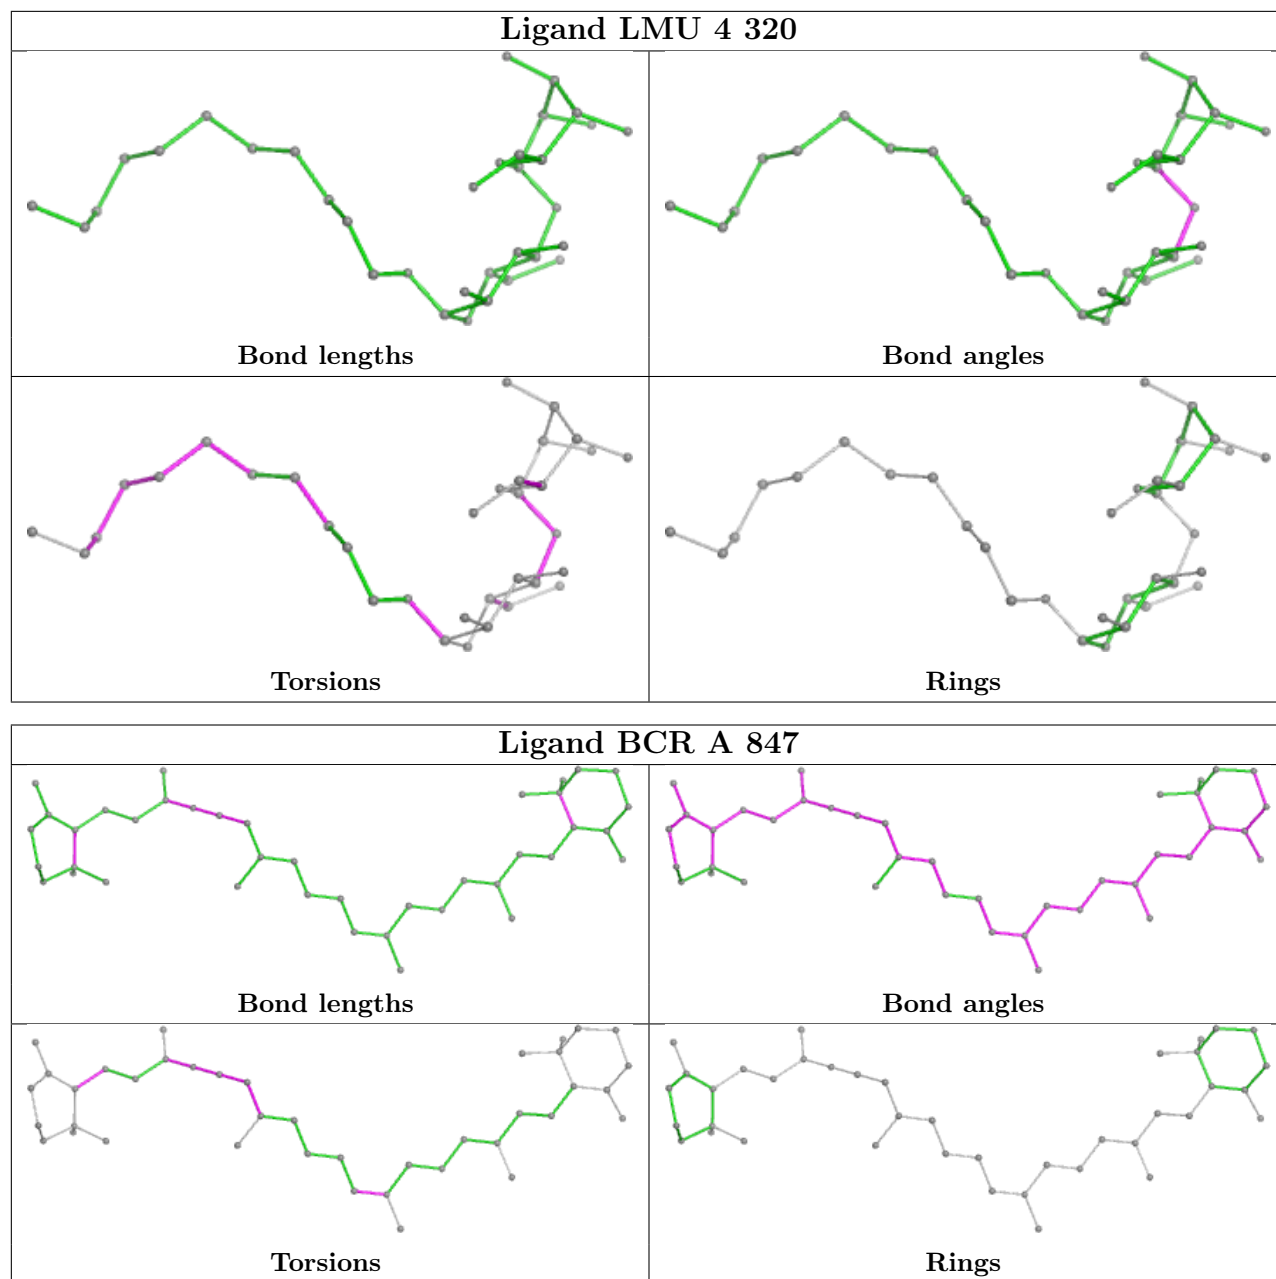 Ligand LMU 4 320
Bond lengths
Bond angles
Torsions
Rings
Ligand BCR A 847
Bond lengths
Bond angles
Torsions
Rings